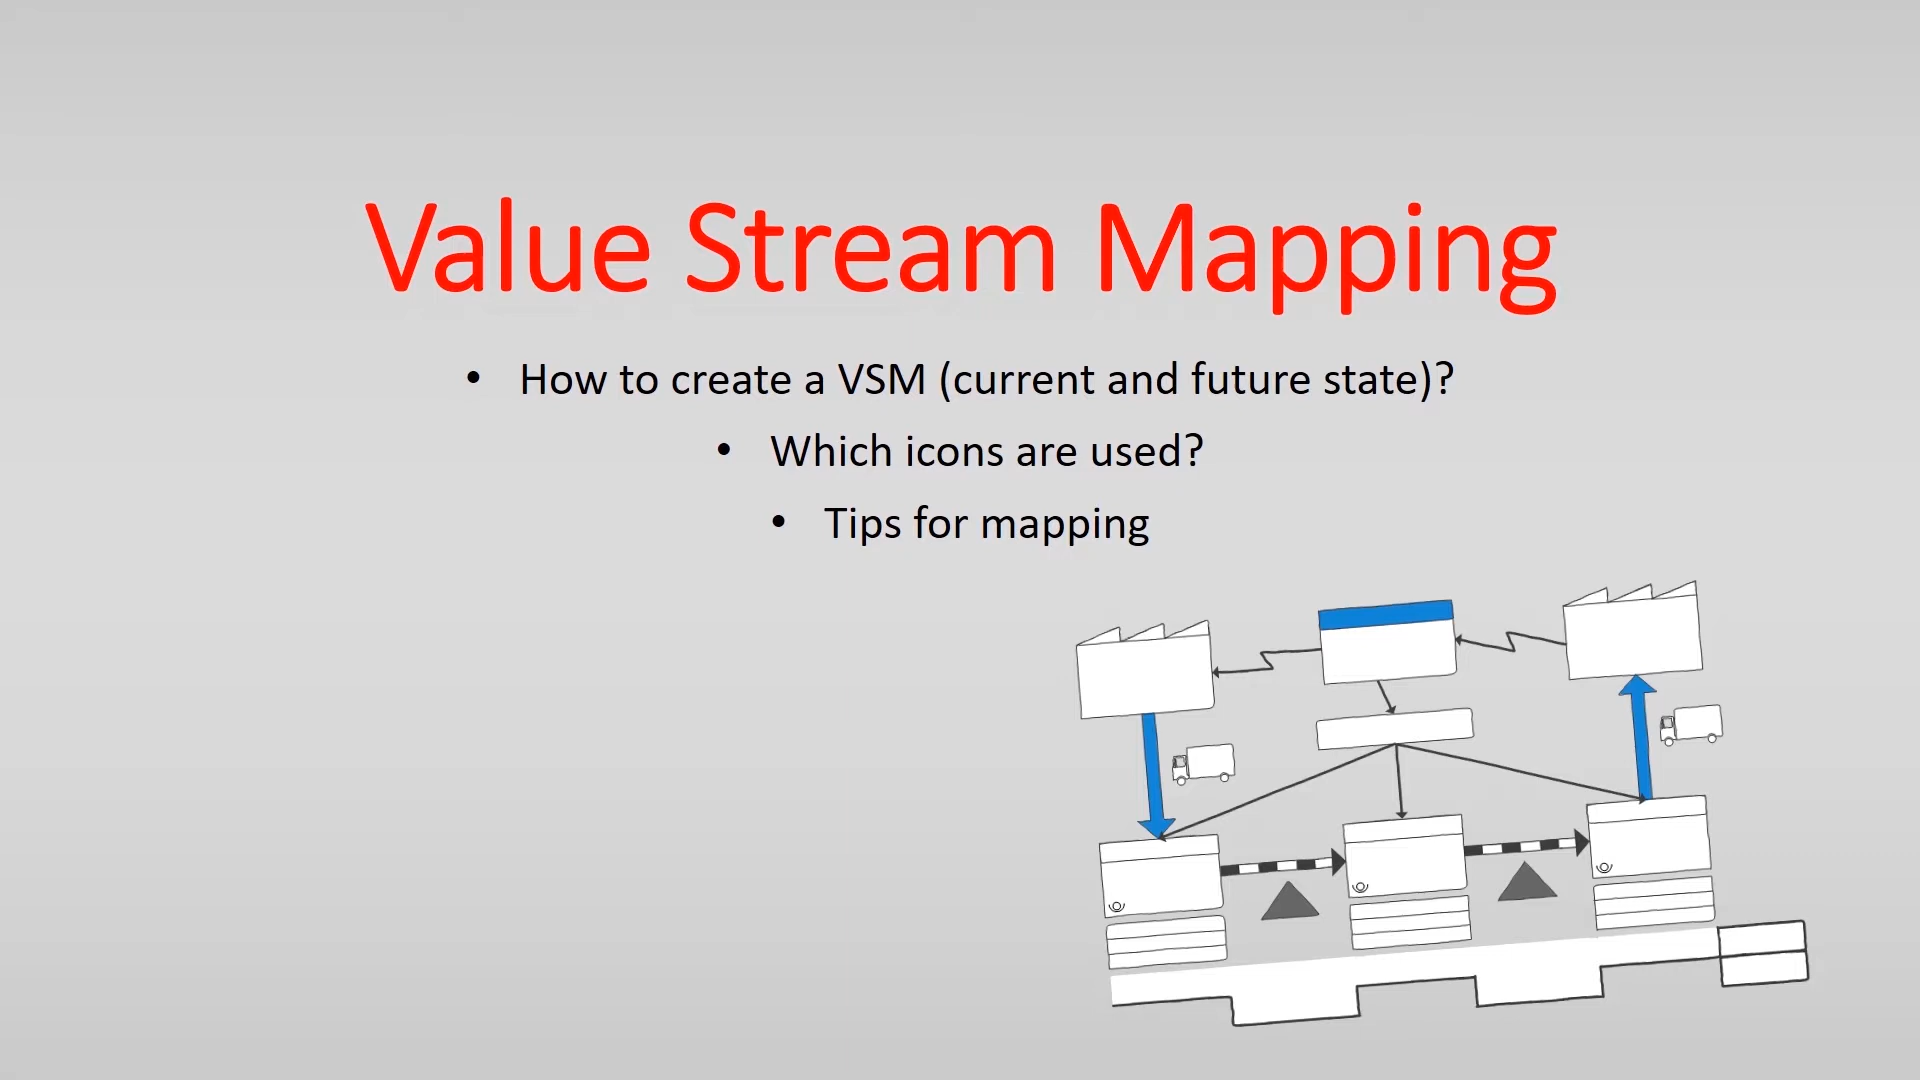 Value Stream Mapping
• How to create a VSM (current and future state)?
• Which icons are used?
• Tips for mapping